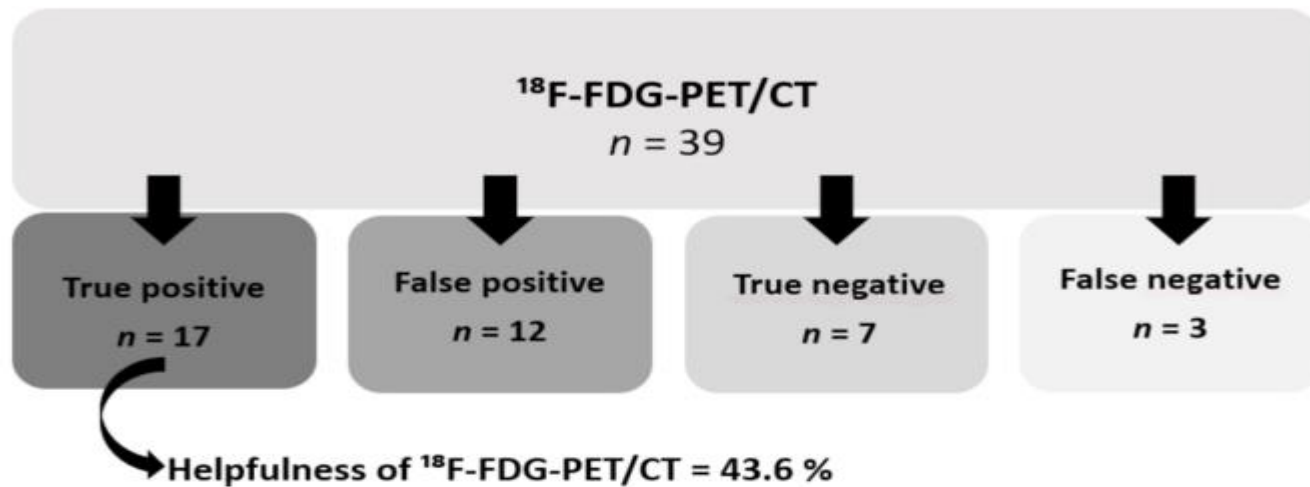 ¹⁸F-FDG-PET/CT
n = 39
True positive
n = 17
False positive
n = 12
True negative
n = 7
False negative
n = 3
Helpfulness of ¹⁸F-FDG-PET/CT = 43.6 %